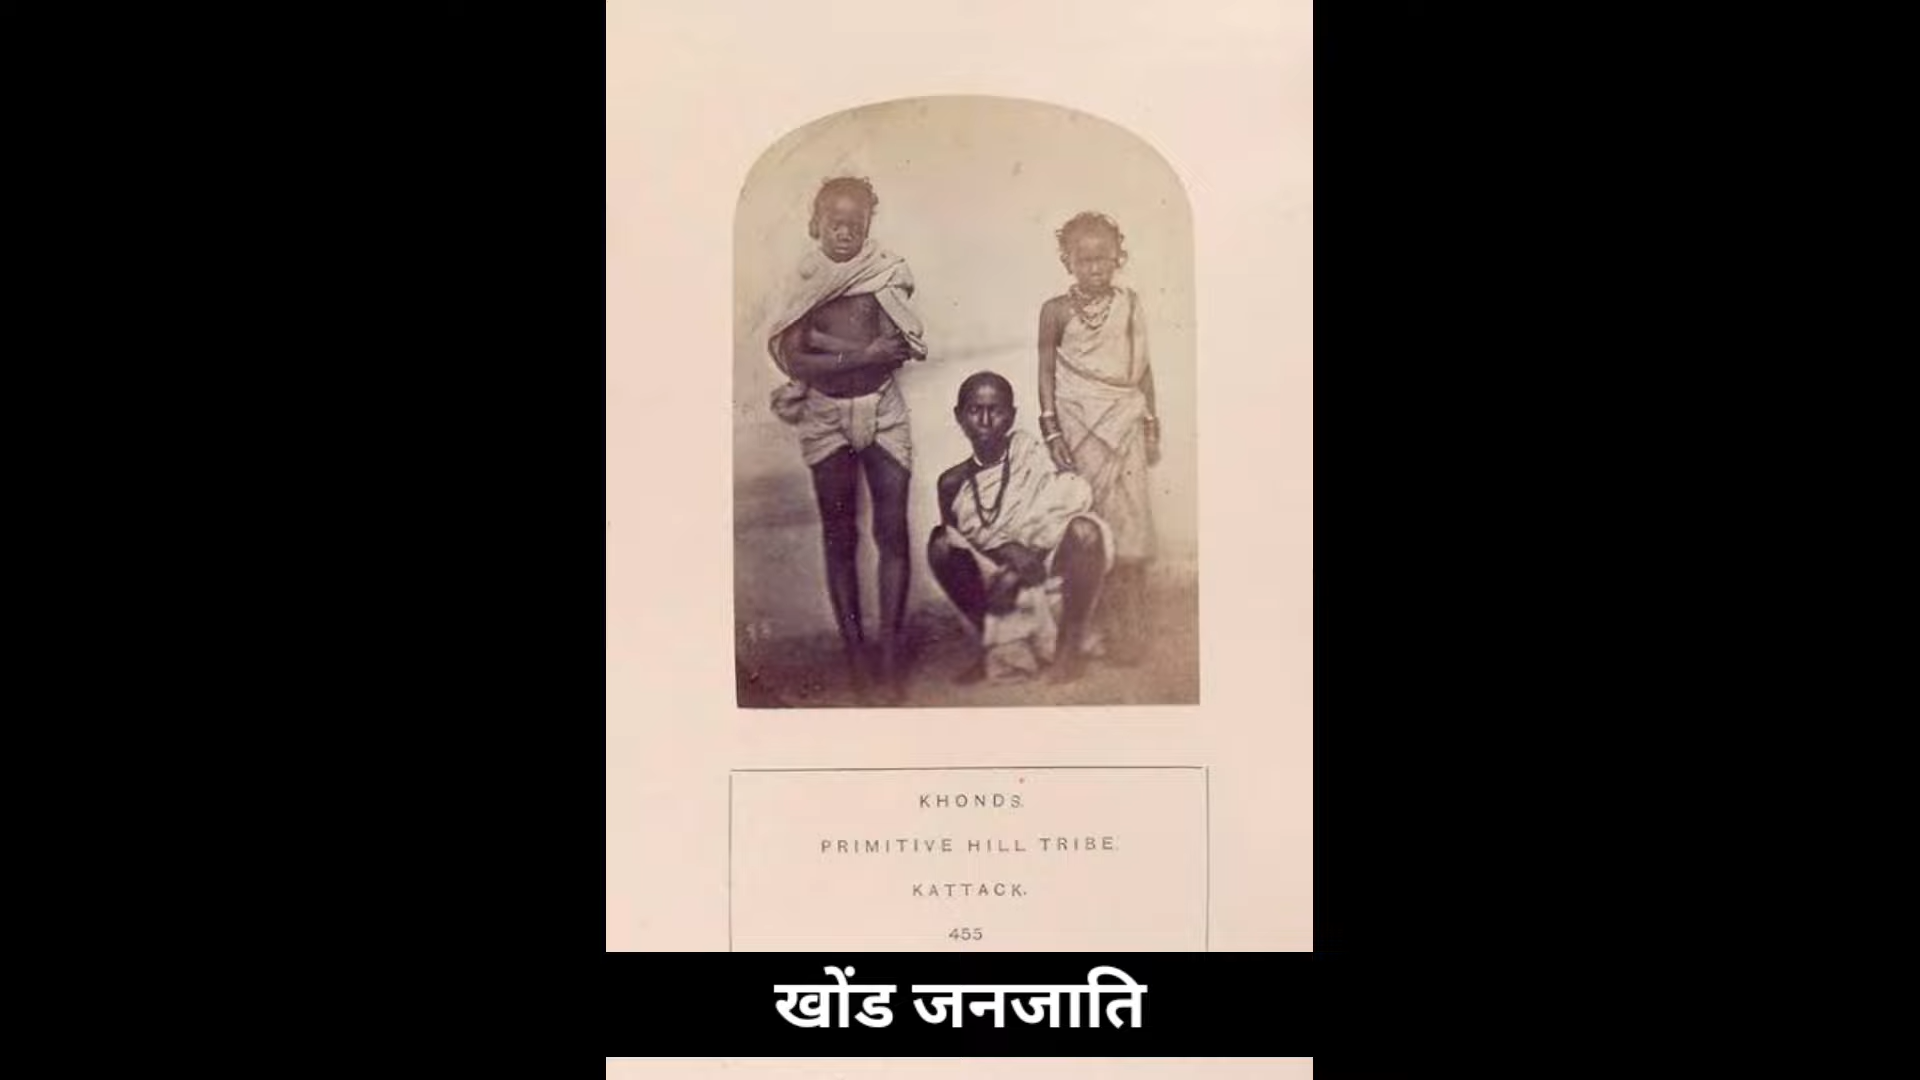 KHONDS.
PRIMITIVE HILL TRIBE.
KATTACK.
455
खोंड जनजाति